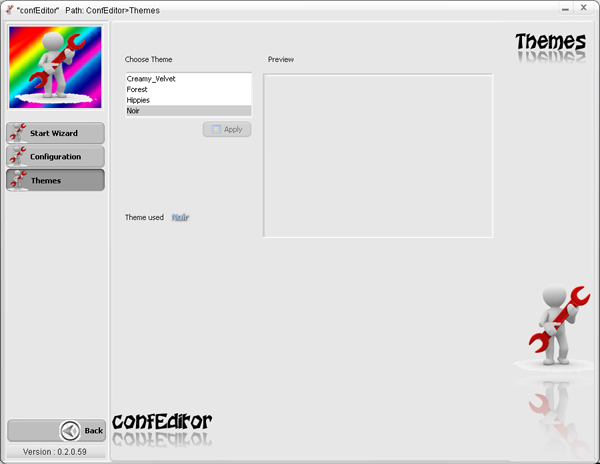 "confEditor" Path: ConfEditor>Themes
Themes
Choose Theme
Preview
Creamy_Velvet
Forest
Hippies
Noir
Apply
Start Wizard
Configuration
Themes
Theme used Noir
confEditor
Back
Version : 0.2.0.59